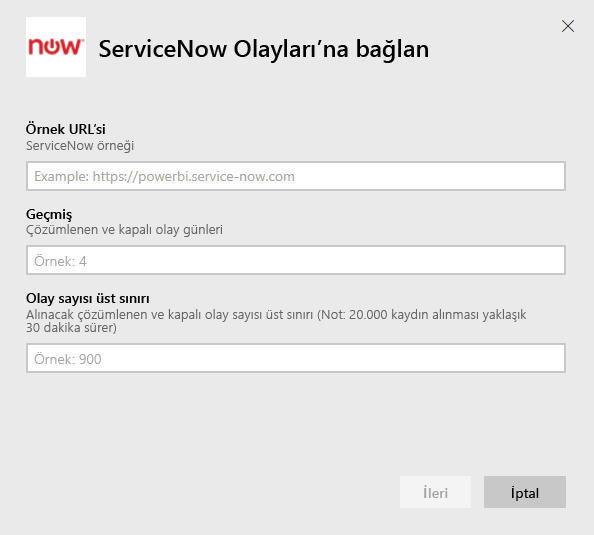 now
ServiceNow Olayları’na bağlan
Örnek URL’si
ServiceNow örneği
Example: https://powerbi.service-now.com
Geçmiş
Çözümlenen ve kapalı olay günleri
Örnek: 4
Olay sayısı üst sınırı
Alınacak çözümlenen ve kapalı olay sayısı üst sınırı (Not: 20.000 kaydın alınması yaklaşık
30 dakika sürer)
Örnek: 900
İleri
İptal